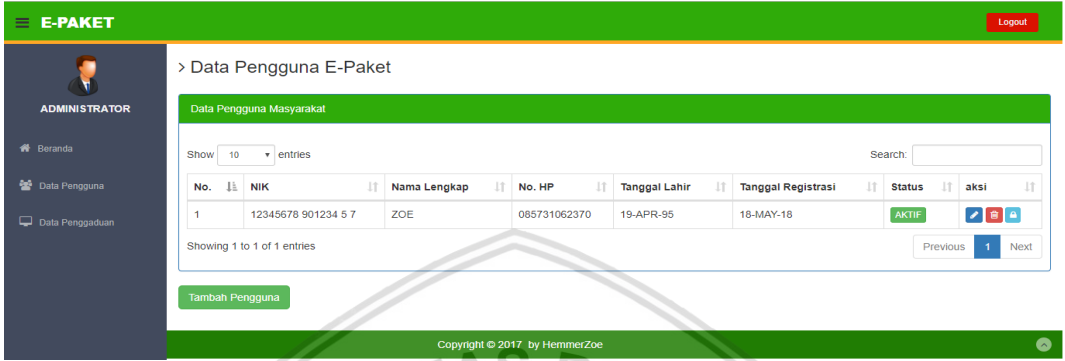 E-PAKET Logout
ADMINISTRATOR
Beranda
Data Pengguna
Data Penggaduan
> Data Pengguna E-Paket
Data Pengguna Masyarakat
Show 10 entries Search:
No. NIK Nama Lengkap No. HP Tanggal Lahir Tanggal Registrasi Status aksi
1 12345678 901234 5 7 ZOE 085731062370 19-APR-95 18-MAY-18 AKTIF
Showing 1 to 1 of 1 entries Previous 1 Next
Tambah Pengguna
Copyright © 2017 by HemmerZoe